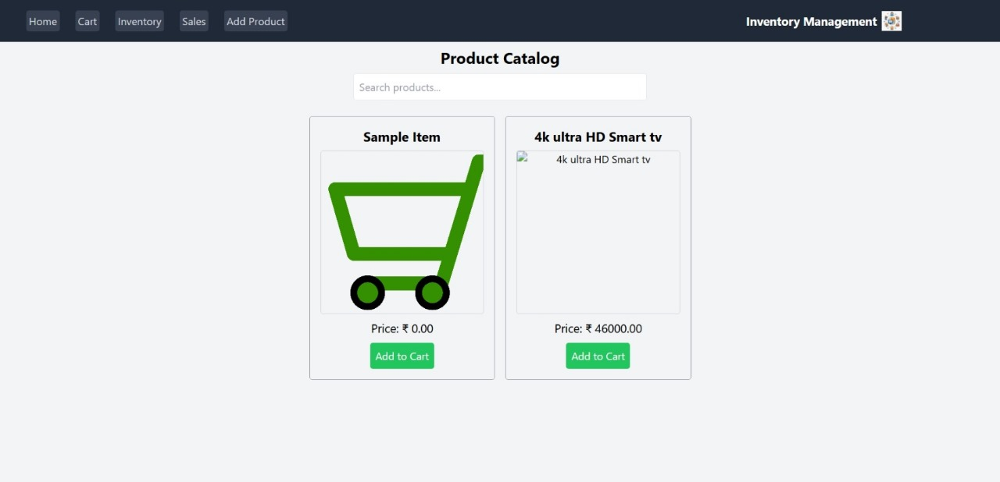 Home Cart Inventory Sales Add Product Inventory Management
Product Catalog
Search products...
Sample Item
Price: ₹ 0.00
Add to Cart
4k ultra HD Smart tv
4k ultra HD Smart tv
Price: ₹ 46000.00
Add to Cart